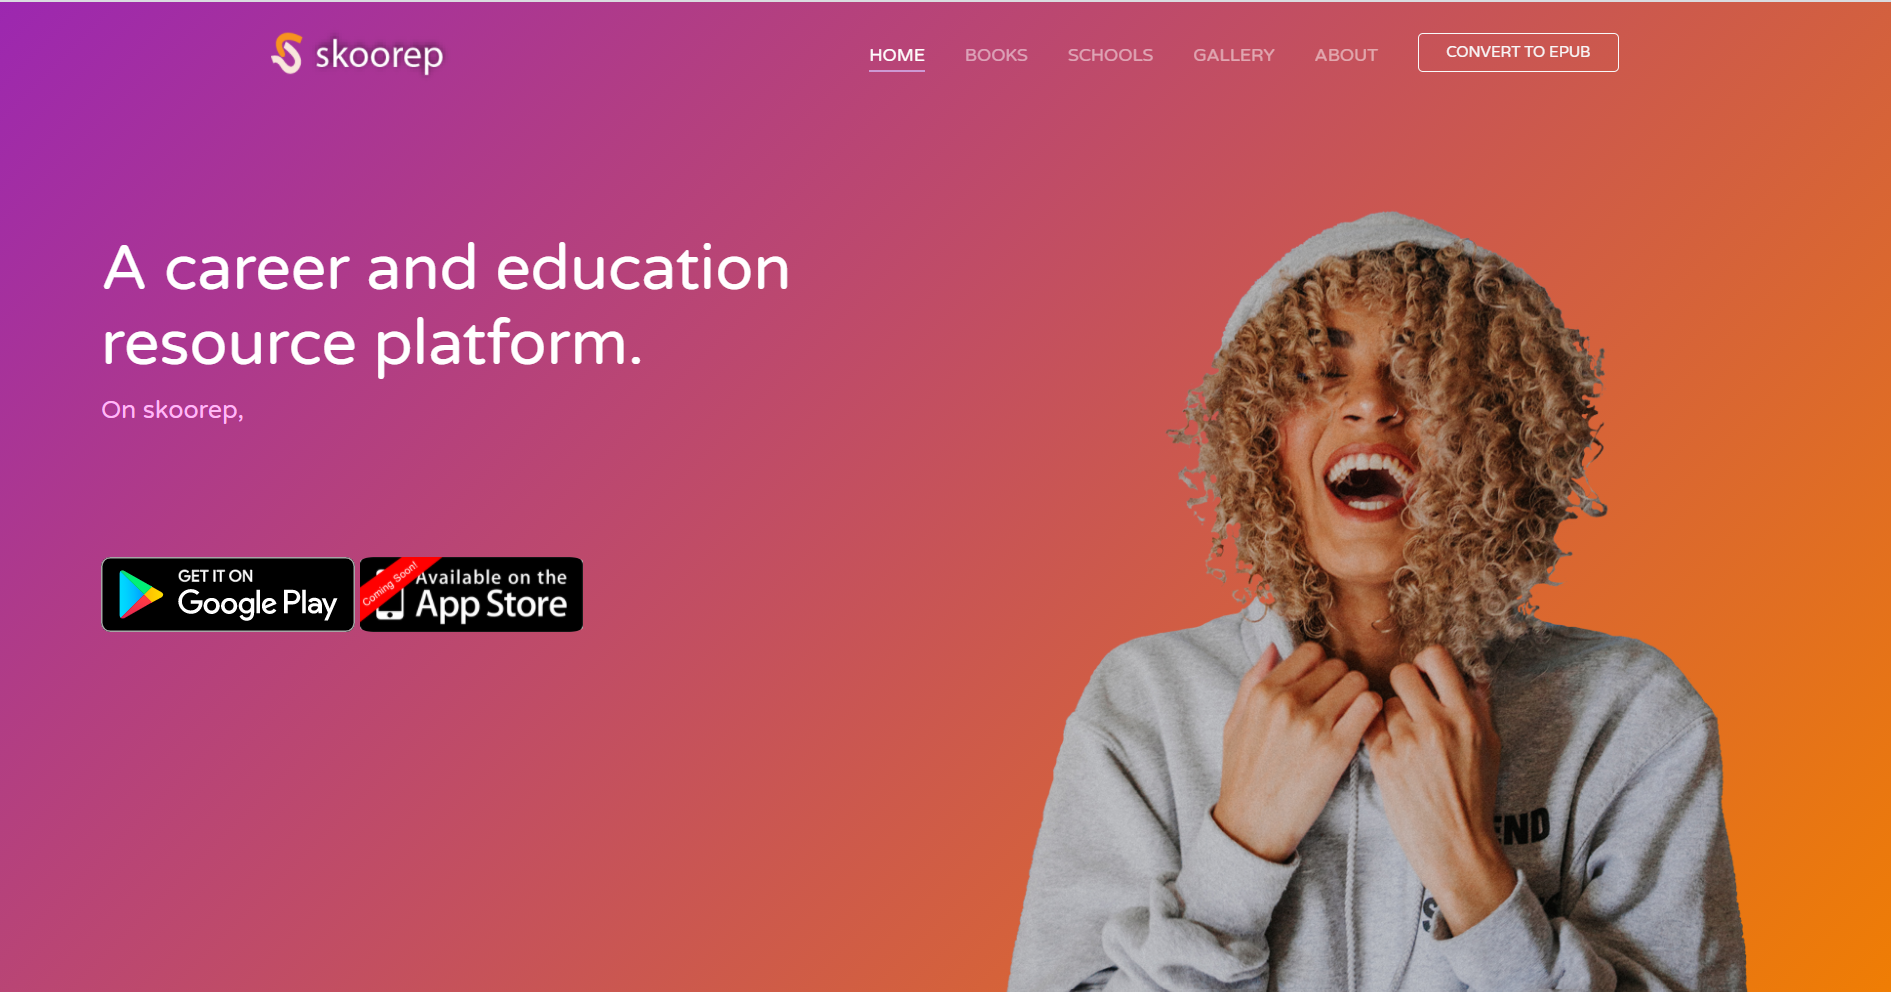 skoorep
HOME BOOKS SCHOOLS GALLERY ABOUT CONVERT TO EPUB
A career and education
resource platform.
On skoorep,
GET IT ON
Google Play
Coming Soon!
Available on the
App Store
END